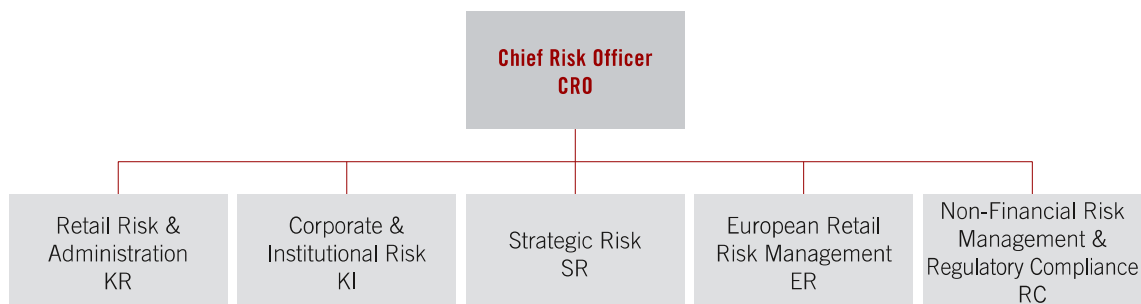 Chief Risk Officer
CRO
Retail Risk &
Administration
KR
Corporate &
Institutional Risk
KI
Strategic Risk
SR
European Retail
Risk Management
ER
Non-Financial Risk
Management &
Regulatory Compliance
RC